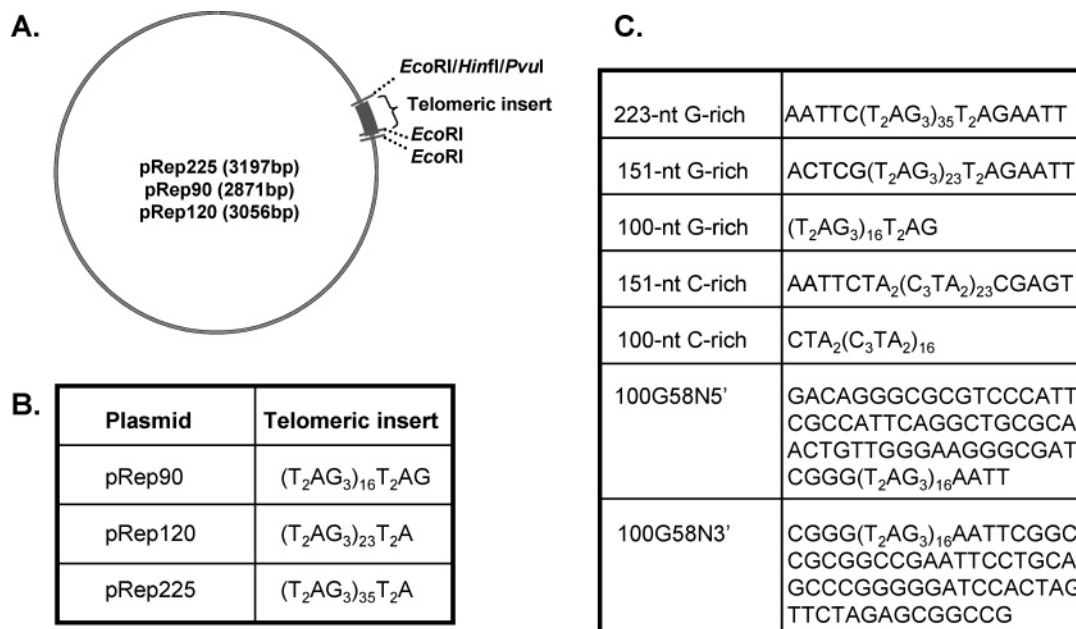 A.
EcoRI/HinfI/PvuI
Telomeric insert
EcoRI
EcoRI
pRep225 (3197bp)
pRep90 (2871bp)
pRep120 (3056bp)
B.
Plasmid Telomeric insert
pRep90 (T₂AG₃)₁₆T₂AG
pRep120 (T₂AG₃)₂₃T₂A
pRep225 (T₂AG₃)₃₅T₂A
C.
223-nt G-rich AATTC(T₂AG₃)₃₅T₂AGAATT
151-nt G-rich ACTCG(T₂AG₃)₂₃T₂AGAATT
100-nt G-rich (T₂AG₃)₁₆T₂AG
151-nt C-rich AATTCTA₂(C₃TA₂)₂₃CGAGT
100-nt C-rich CTA₂(C₃TA₂)₁₆
100G58N5' GACAGGGCGCGTCCCATT
CGCCATTCAGGCTGCGCA
ACTGTTGGGAAGGGCGAT
CGGG(T₂AG₃)₁₆AATT
100G58N3' CGGG(T₂AG₃)₁₆AATTCGGC
CGCGGCCGAATTCCTGCA
GCCCGGGGGATCCACTAG
TTCTAGAGCGGCCG